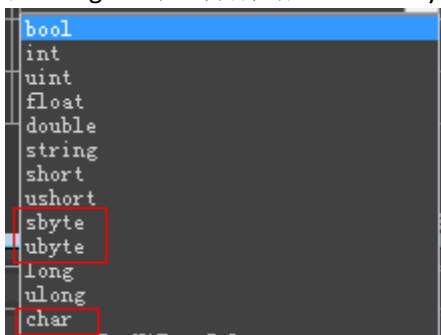 bool
int
uint
float
double
string
short
ushort
sbyte
ubyte
long
ulong
char